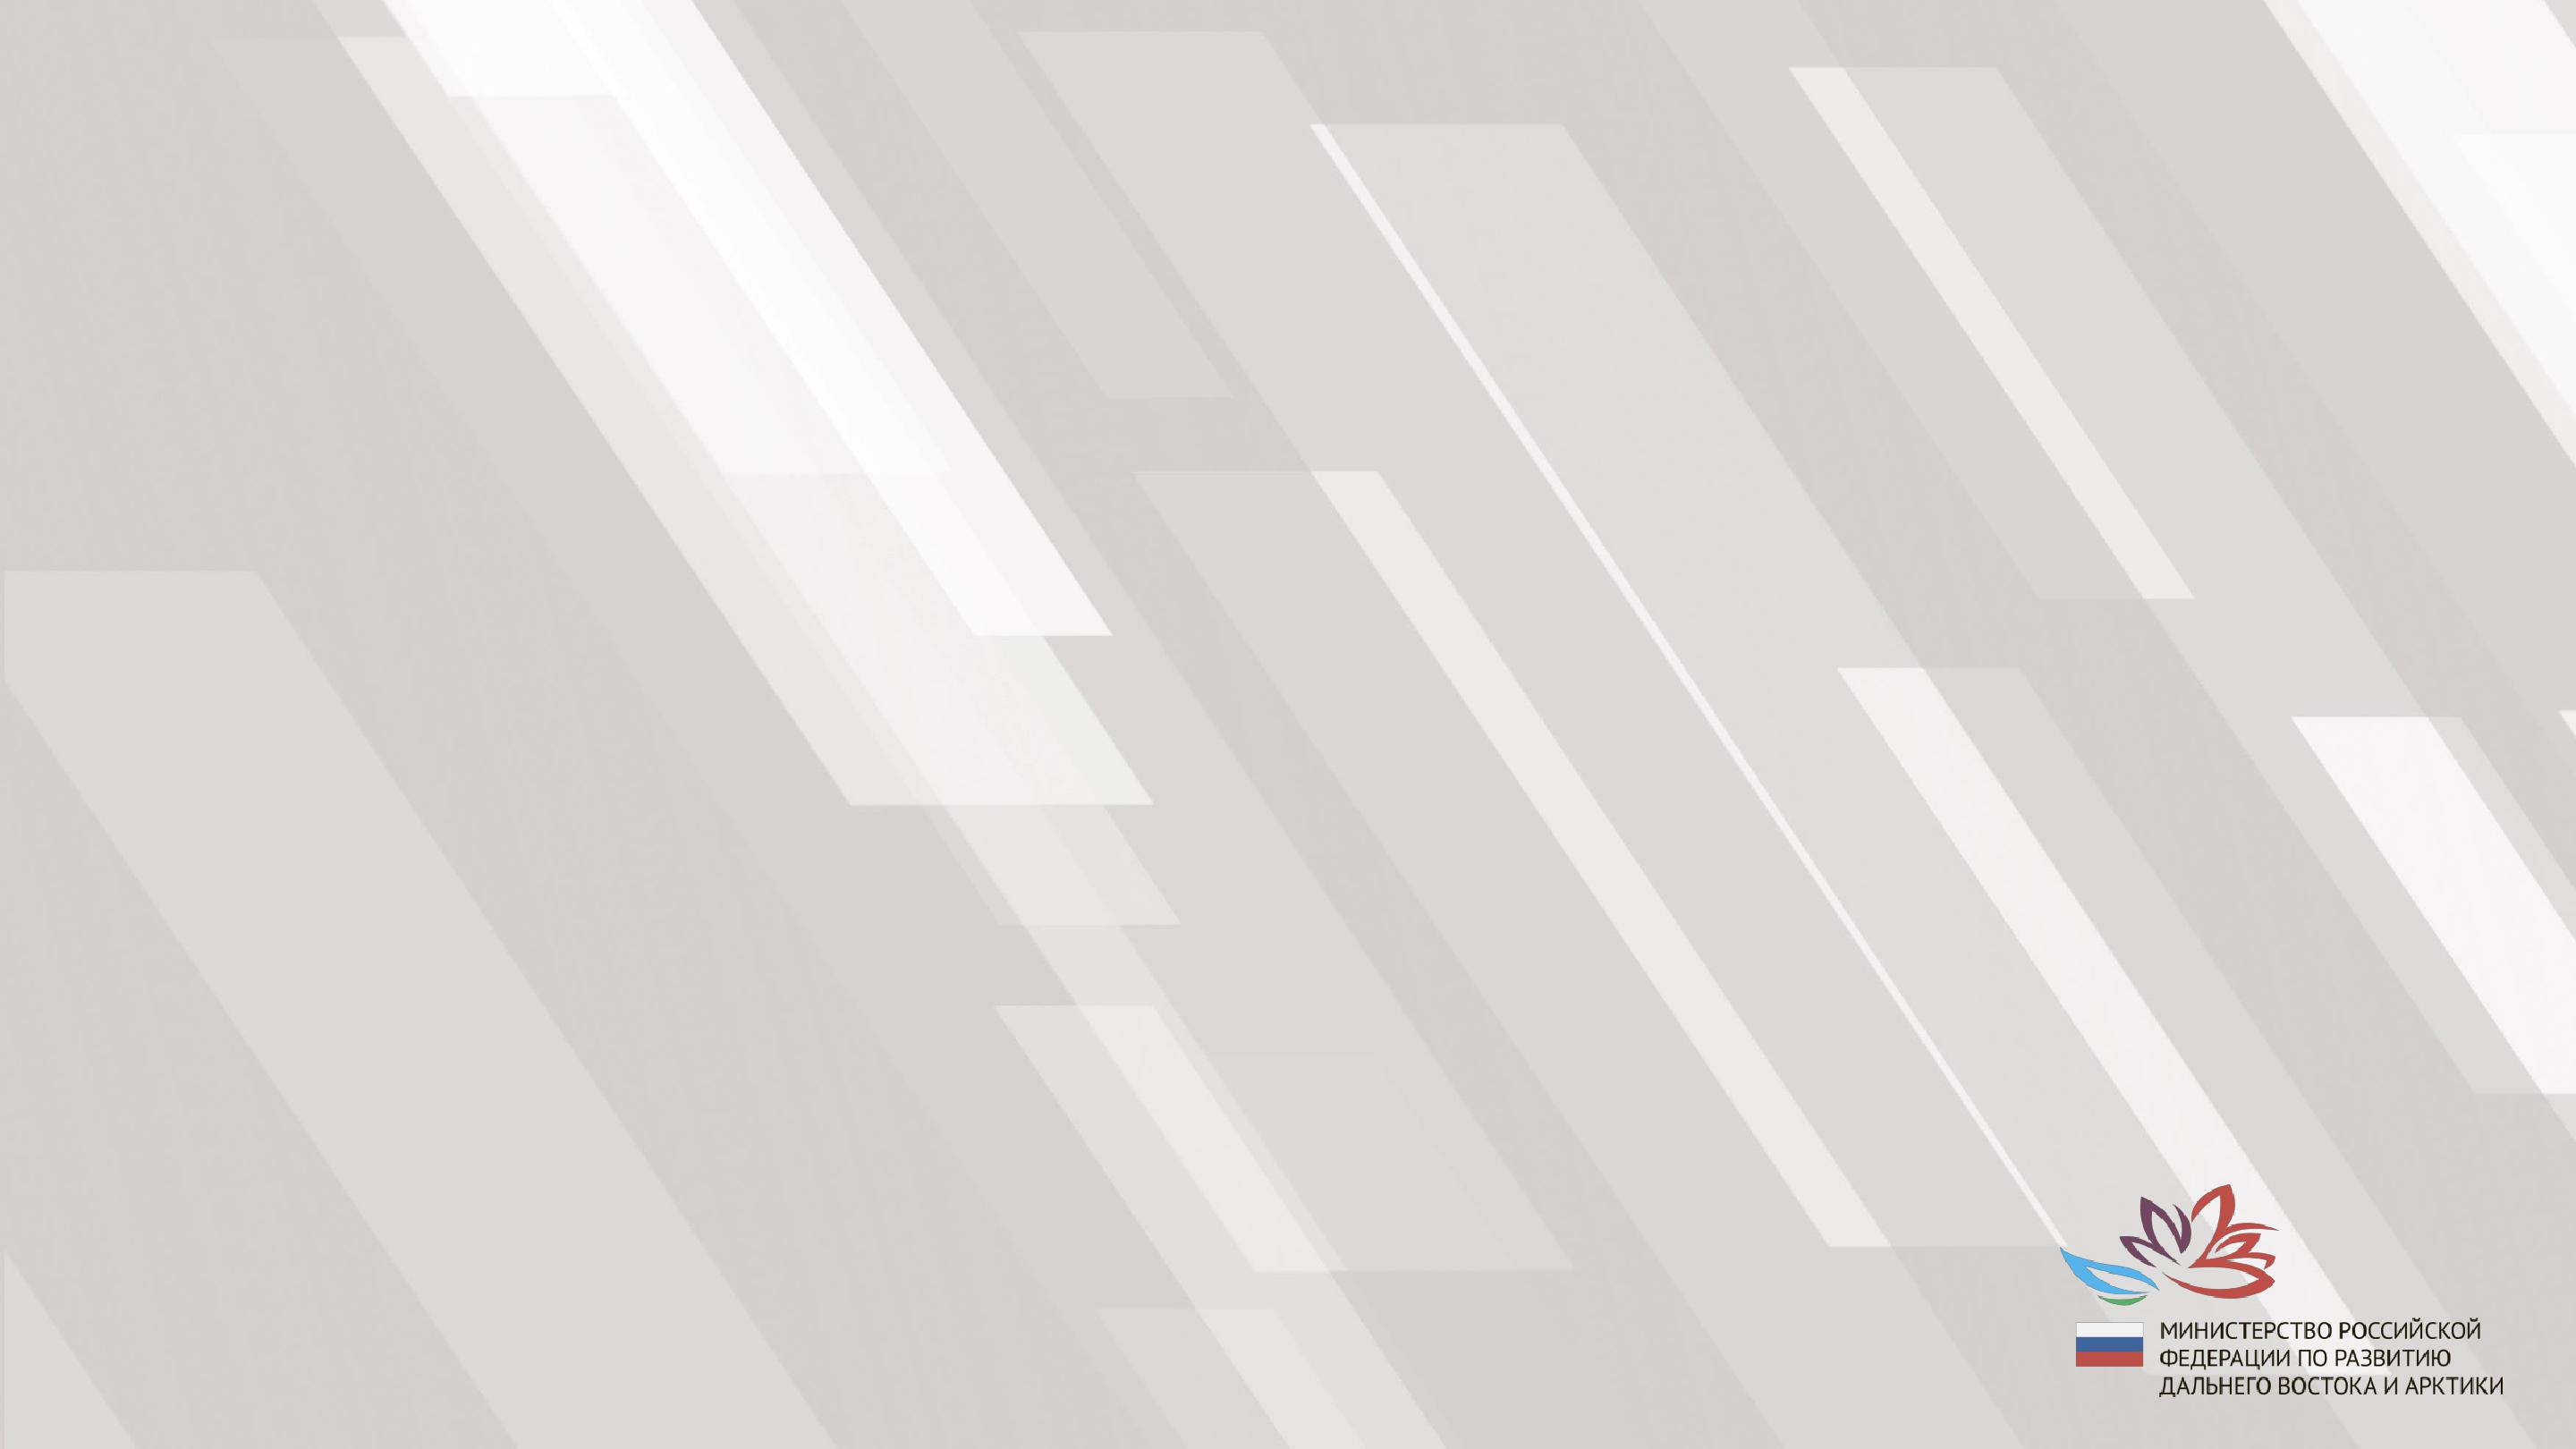 МИНИСТЕРСТВО РОССИЙСКОЙ
ФЕДЕРАЦИИ ПО РАЗВИТИЮ
ДАЛЬНЕГО ВОСТОКА И АРКТИКИ